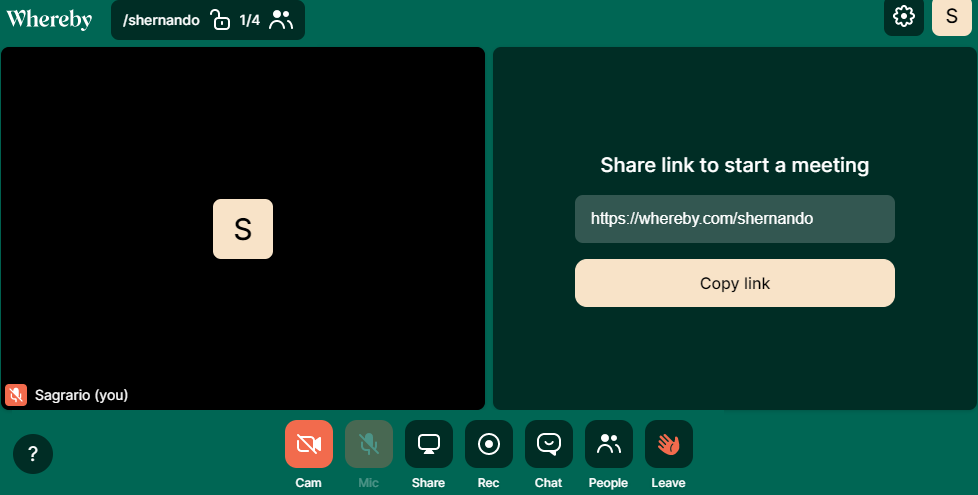 Whereby /shernando 1/4
S
Share link to start a meeting
https://whereby.com/shernando
Copy link
S
Sagrario (you)
?
Cam Mic Share Rec Chat People Leave